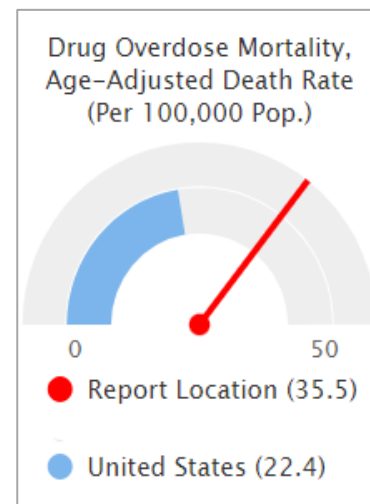 Drug Overdose Mortality,
Age-Adjusted Death Rate
(Per 100,000 Pop.)
0
50
Report Location (35.5)
United States (22.4)